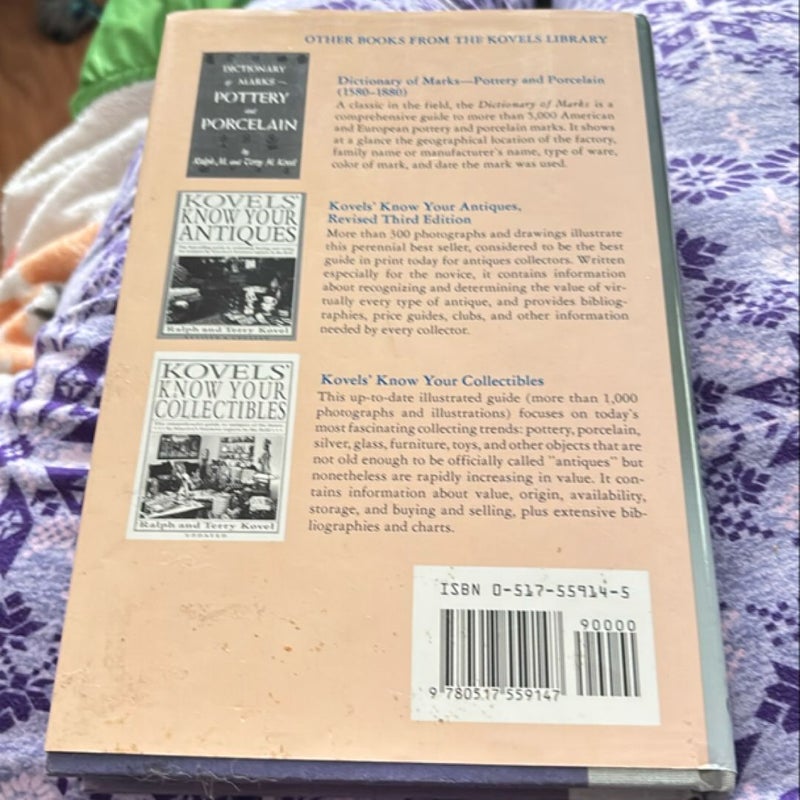 OTHER BOOKS FROM THE KOVELS LIBRARY
DICTIONARY
of MARKS—
POTTERY
and
PORCELAIN
by
Ralph M. and Terry H. Kovel
Dictionary of Marks—Pottery and Porcelain
(1580-1880)
A classic in the field, the Dictionary of Marks is a
comprehensive guide to more than 5,000 American
and European pottery and porcelain marks. It shows
at a glance the geographical location of the factory,
family name or manufacturer's name, type of ware,
color of mark, and date the mark was used.
KOVELS'
KNOW YOUR
ANTIQUES
Ralph and Terry Kovel
Kovels' Know Your Antiques,
Revised Third Edition
More than 300 photographs and drawings illustrate
this perennial best seller, considered to be the best
guide in print today for antiques collectors. Written
especially for the novice, it contains information
about recognizing and determining the value of vir-
tually every type of antique, and provides bibliog-
raphies, price guides, clubs, and other information
needed by every collector.
KOVELS'
KNOW YOUR
COLLECTIBLES
Ralph and Terry Kovel
UPDATED
Kovels' Know Your Collectibles
This up-to-date illustrated guide (more than 1,000
photographs and illustrations) focuses on today's
most fascinating collecting trends: pottery, porcelain,
silver, glass, furniture, toys, and other objects that are
not old enough to be officially called "antiques" but
nonetheless are rapidly increasing in value. It con-
tains information about value, origin, availability,
storage, and buying and selling, plus extensive bib-
liographies and charts.
ISBN 0-517-55914-5
90000
9 780517 559147